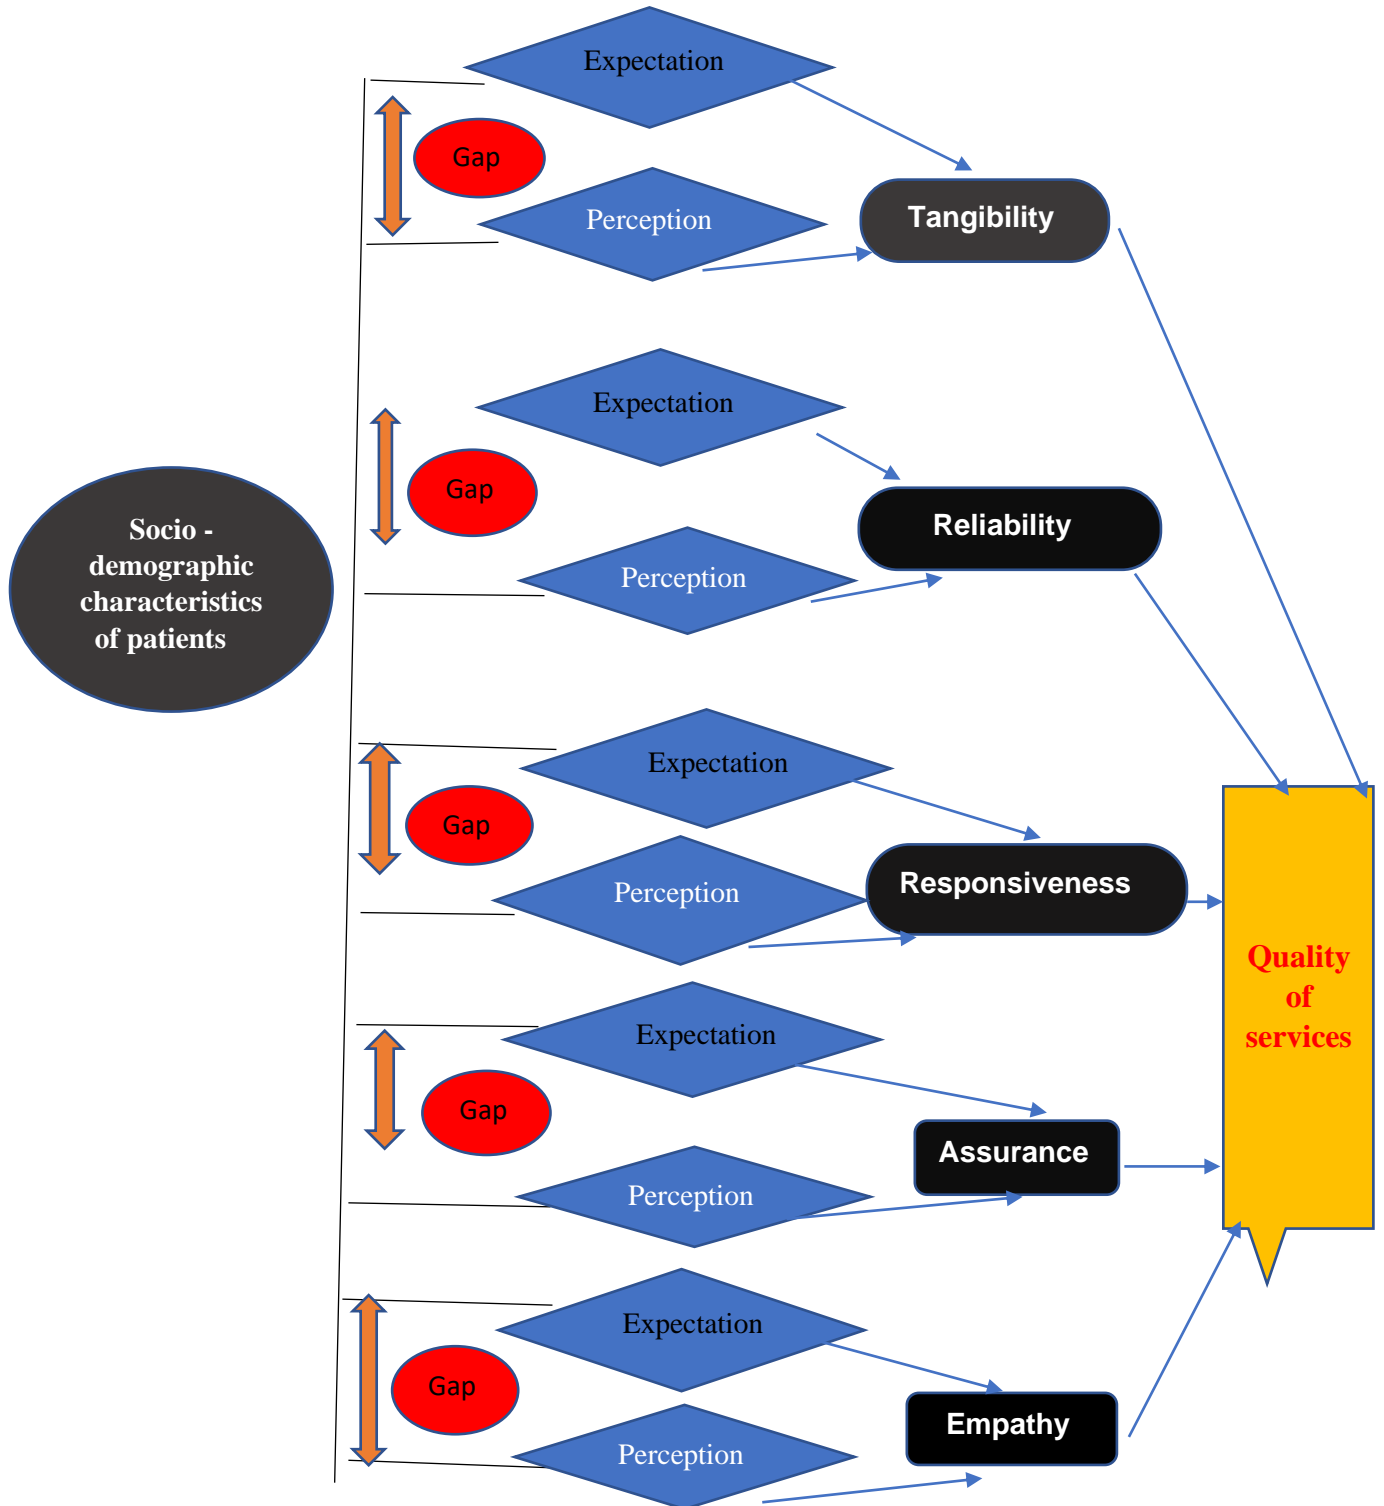 Expectation
Gap
Perception
Tangibility
Expectation
Gap
Reliability
Perception
Socio -
demographic
characteristics
of patients
Expectation
Gap
Perception
Responsiveness
Quality
of
services
Expectation
Gap
Assurance
Perception
Expectation
Gap
Empathy
Perception